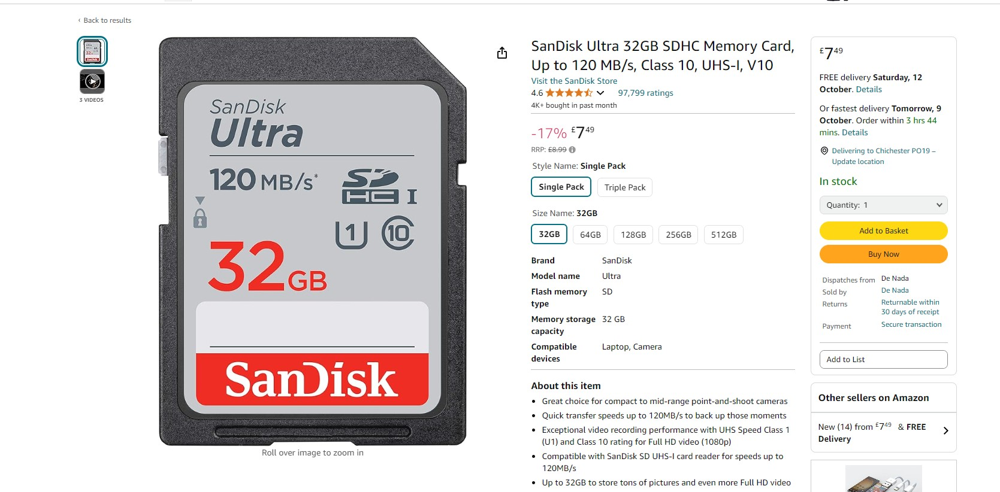 ‹ Back to results
3 VIDEOS
SanDisk
Ultra
120 MB/s*
SD
HC I
1 10
32GB
SanDisk
Roll over image to zoom in
SanDisk Ultra 32GB SDHC Memory Card,
Up to 120 MB/s, Class 10, UHS-I, V10
Visit the SanDisk Store
4.6 97,799 ratings
4K+ bought in past month
-17% £7.49
RRP: £8.99
Style Name: Single Pack
Single Pack Triple Pack
Size Name: 32GB
32GB 64GB 128GB 256GB 512GB
Brand SanDisk
Model name Ultra
Flash memory SD
type
Memory storage 32 GB
capacity
Compatible Laptop, Camera
devices
About this item
• Great choice for compact to mid-range point-and-shoot cameras
• Quick transfer speeds up to 120MB/s to back up those moments
• Exceptional video recording performance with UHS Speed Class 1
(U1) and Class 10 rating for Full HD video (1080p)
• Compatible with SanDisk SD UHS-I card reader for speeds up to
120MB/s
• Up to 32GB to store tons of pictures and even more Full HD video
£7.49
FREE delivery Saturday, 12
October. Details
Or fastest delivery Tomorrow, 9
October. Order within 3 hrs 44
mins. Details
Delivering to Chichester PO19 –
Update location
In stock
Quantity: 1
Add to Basket
Buy Now
Dispatches from De Nada
Sold by De Nada
Returns Returnable within
30 days of receipt
Payment Secure transaction
Add to List
Other sellers on Amazon
New (14) from £7.49 & FREE
Delivery